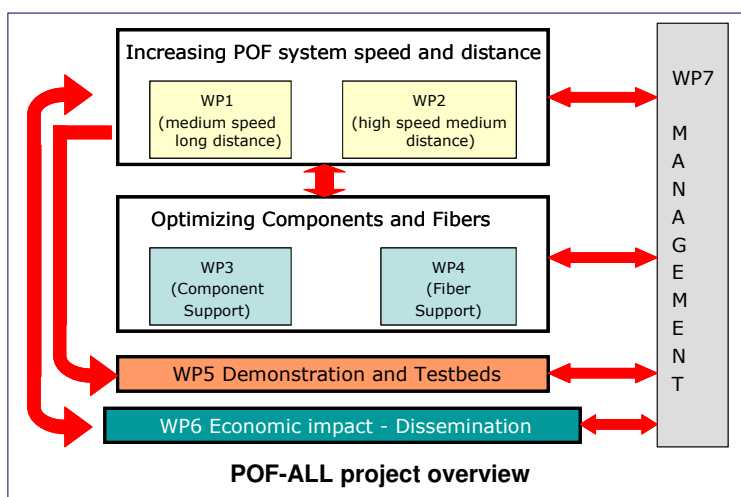 Increasing POF system speed and distance
WP1
(medium speed
long distance)
WP2
(high speed medium
distance)
WP7
M
A
N
A
G
E
M
E
N
T
Optimizing Components and Fibers
WP3
(Component
Support)
WP4
(Fiber
Support)
WP5 Demonstration and Testbeds
WP6 Economic impact - Dissemination
POF-ALL project overview